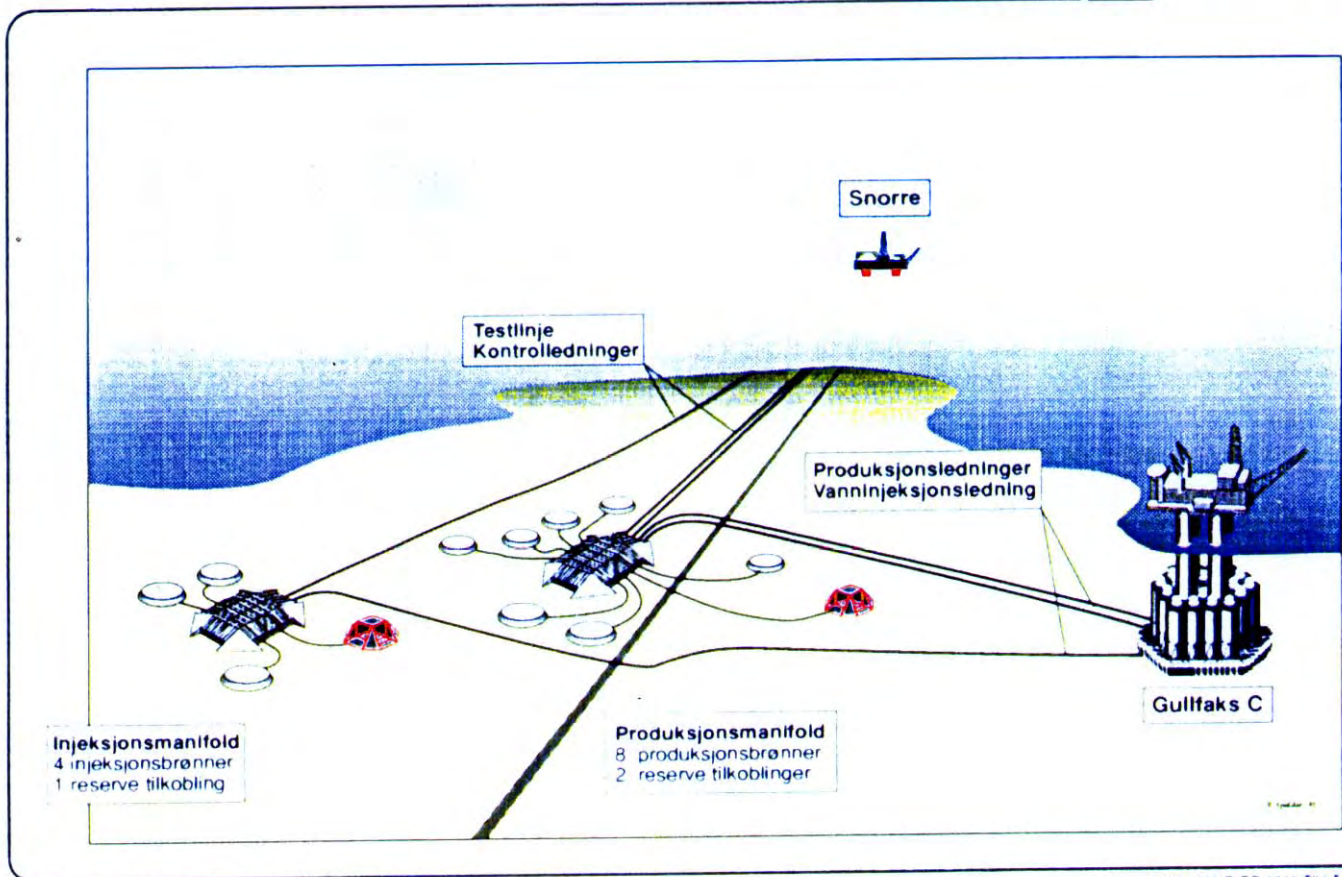 Snorre
Testlinje
Kontrolledninger
Produksjonsledninger
Vanninjeksjonsledning
Gullfaks C
Injeksjonsmanifold
4 injeksjonsbrønner
1 reserve tilkobling
Produksjonsmanifold
8 produksjonsbrønner
2 reserve tilkoblinger